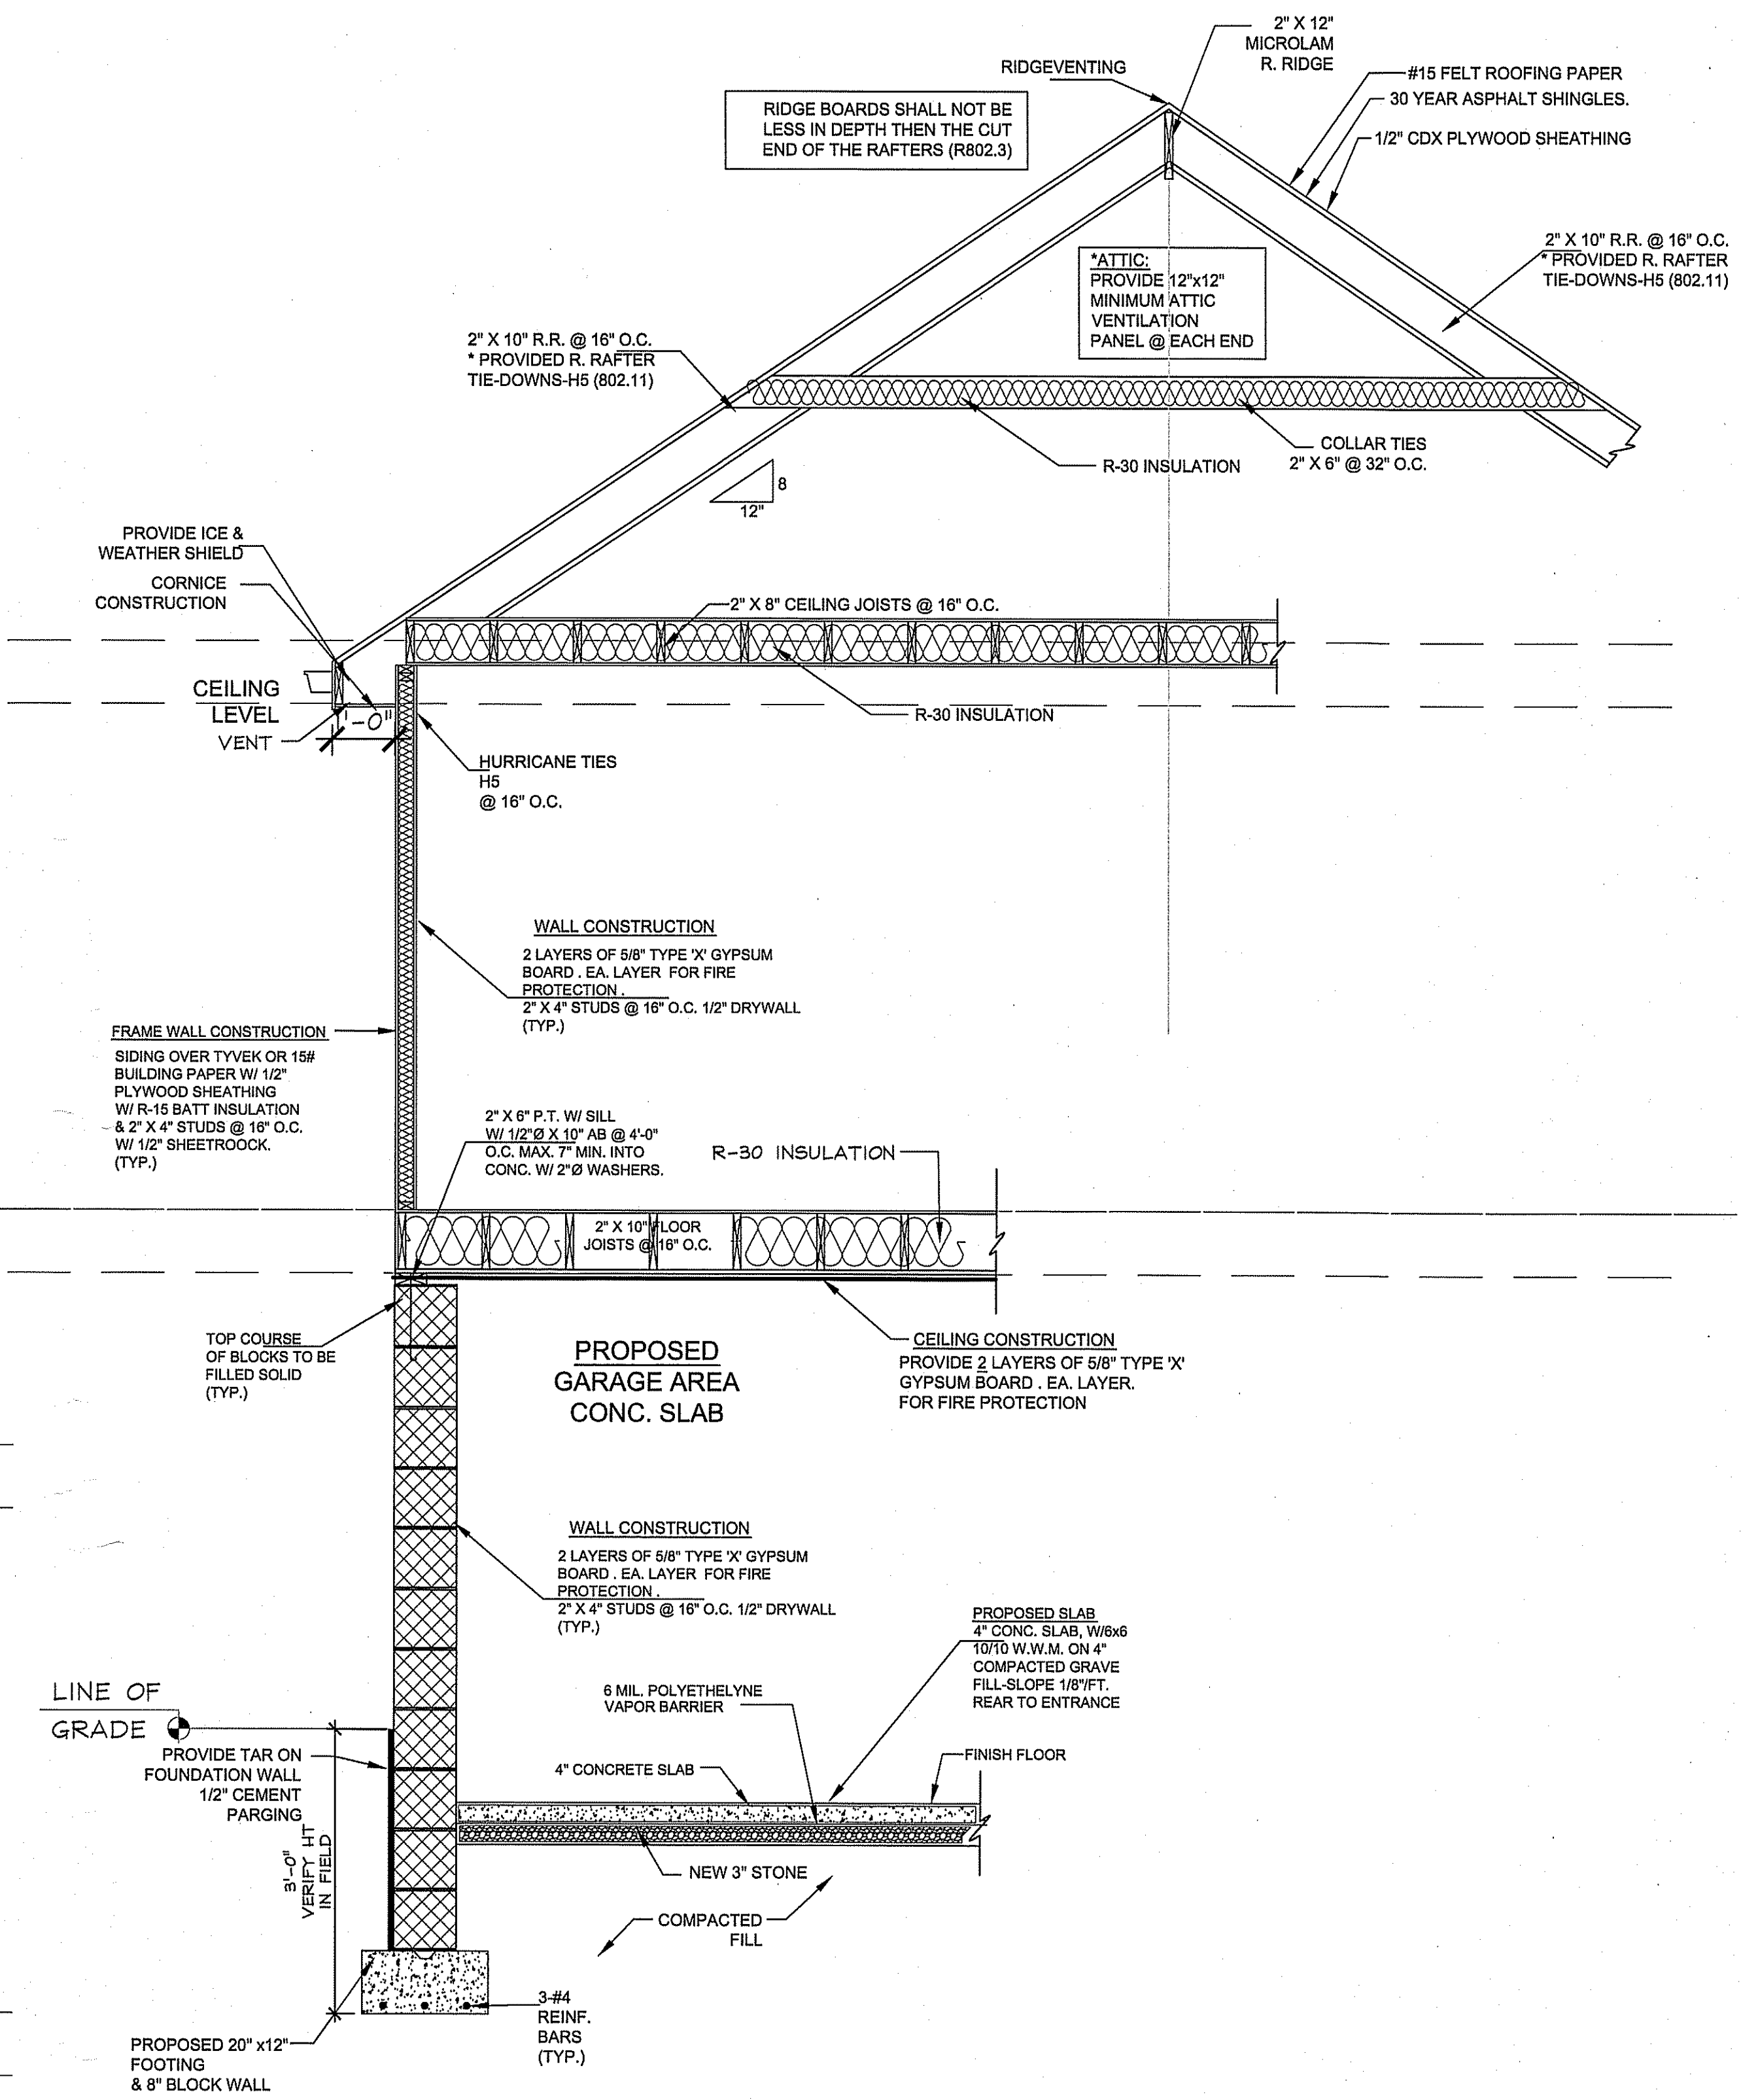 2" X 12"
MICROLAM
R. RIDGE
RIDGEVENTING
#15 FELT ROOFING PAPER
30 YEAR ASPHALT SHINGLES.
1/2" CDX PLYWOOD SHEATHING
RIDGE BOARDS SHALL NOT BE
LESS IN DEPTH THEN THE CUT
END OF THE RAFTERS (R802.3)
2" X 10" R.R. @ 16" O.C.
* PROVIDED R. RAFTER
TIE-DOWNS-H5 (802.11)
*ATTIC:
PROVIDE 12"x12"
MINIMUM ATTIC
VENTILATION
PANEL @ EACH END
2" X 10" R.R. @ 16" O.C.
* PROVIDED R. RAFTER
TIE-DOWNS-H5 (802.11)
COLLAR TIES
2" X 6" @ 32" O.C.
R-30 INSULATION
8
12"
PROVIDE ICE &
WEATHER SHIELD
CORNICE
CONSTRUCTION
2" X 8" CEILING JOISTS @ 16" O.C.
CEILING
LEVEL
VENT
1'-0"
R-30 INSULATION
HURRICANE TIES
H5
@ 16" O.C.
WALL CONSTRUCTION
2 LAYERS OF 5/8" TYPE 'X' GYPSUM
BOARD . EA. LAYER FOR FIRE
PROTECTION .
2" X 4" STUDS @ 16" O.C. 1/2" DRYWALL
(TYP.)
FRAME WALL CONSTRUCTION
SIDING OVER TYVEK OR 15#
BUILDING PAPER W/ 1/2"
PLYWOOD SHEATHING
W/ R-15 BATT INSULATION
& 2" X 4" STUDS @ 16" O.C.
W/ 1/2" SHEETROOCK.
(TYP.)
2" X 6" P.T. W/ SILL
W/ 1/2"Ø X 10" AB @ 4'-0"
O.C. MAX. 7" MIN. INTO
CONC. W/ 2"Ø WASHERS.
R-30 INSULATION
2" X 10" FLOOR
JOISTS @ 16" O.C.
TOP COURSE
OF BLOCKS TO BE
FILLED SOLID
(TYP.)
PROPOSED
GARAGE AREA
CONC. SLAB
CEILING CONSTRUCTION
PROVIDE 2 LAYERS OF 5/8" TYPE 'X'
GYPSUM BOARD . EA. LAYER.
FOR FIRE PROTECTION
WALL CONSTRUCTION
2 LAYERS OF 5/8" TYPE 'X' GYPSUM
BOARD . EA. LAYER FOR FIRE
PROTECTION .
2" X 4" STUDS @ 16" O.C. 1/2" DRYWALL
(TYP.)
PROPOSED SLAB
4" CONC. SLAB, W/6x6
10/10 W.W.M. ON 4"
COMPACTED GRAVE
FILL-SLOPE 1/8"/FT.
REAR TO ENTRANCE
6 MIL. POLYETHELYNE
VAPOR BARRIER
LINE OF
GRADE
PROVIDE TAR ON
FOUNDATION WALL
1/2" CEMENT
PARGING
4" CONCRETE SLAB
FINISH FLOOR
3'-0"
VERIFY HT
IN FIELD
NEW 3" STONE
COMPACTED
FILL
3-#4
REINF.
BARS
(TYP.)
PROPOSED 20" x12"
FOOTING
& 8" BLOCK WALL